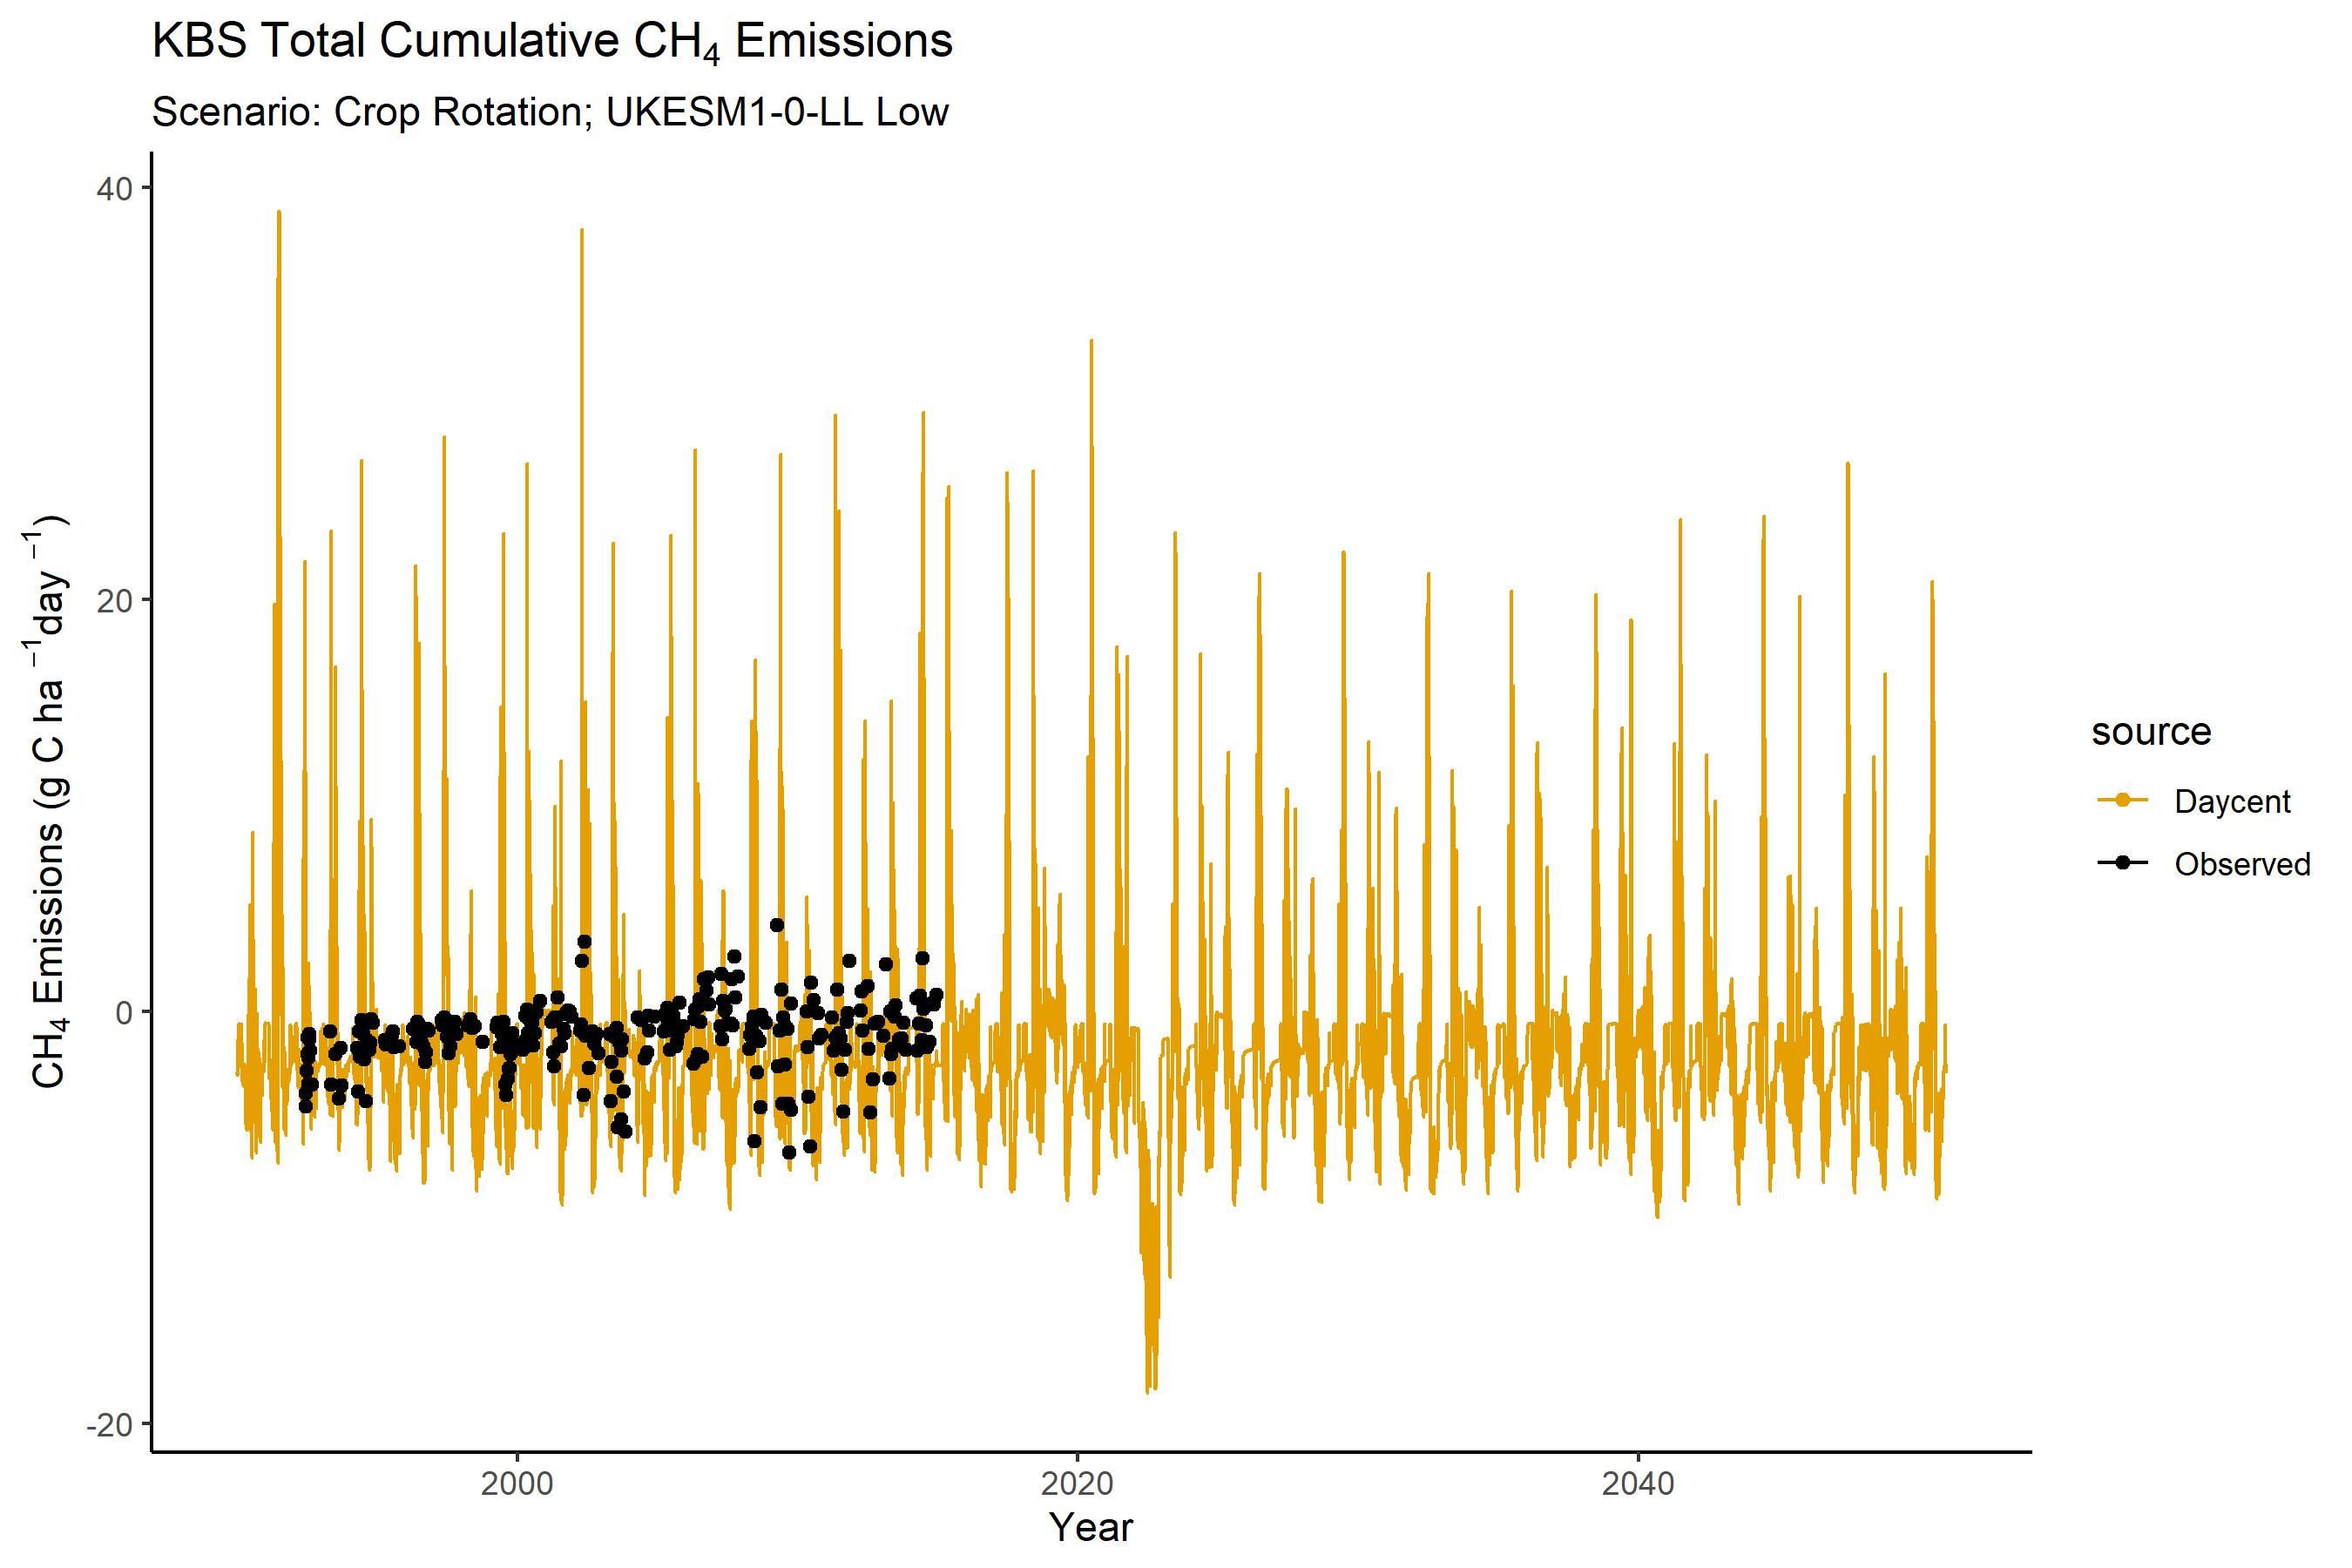 KBS Total Cumulative CH₄ Emissions
Scenario: Crop Rotation; UKESM1-0-LL Low
CH₄ Emissions (g C ha ⁻¹day ⁻¹)
40
20
0
-20
2000
2020
2040
Year
source
Daycent
Observed